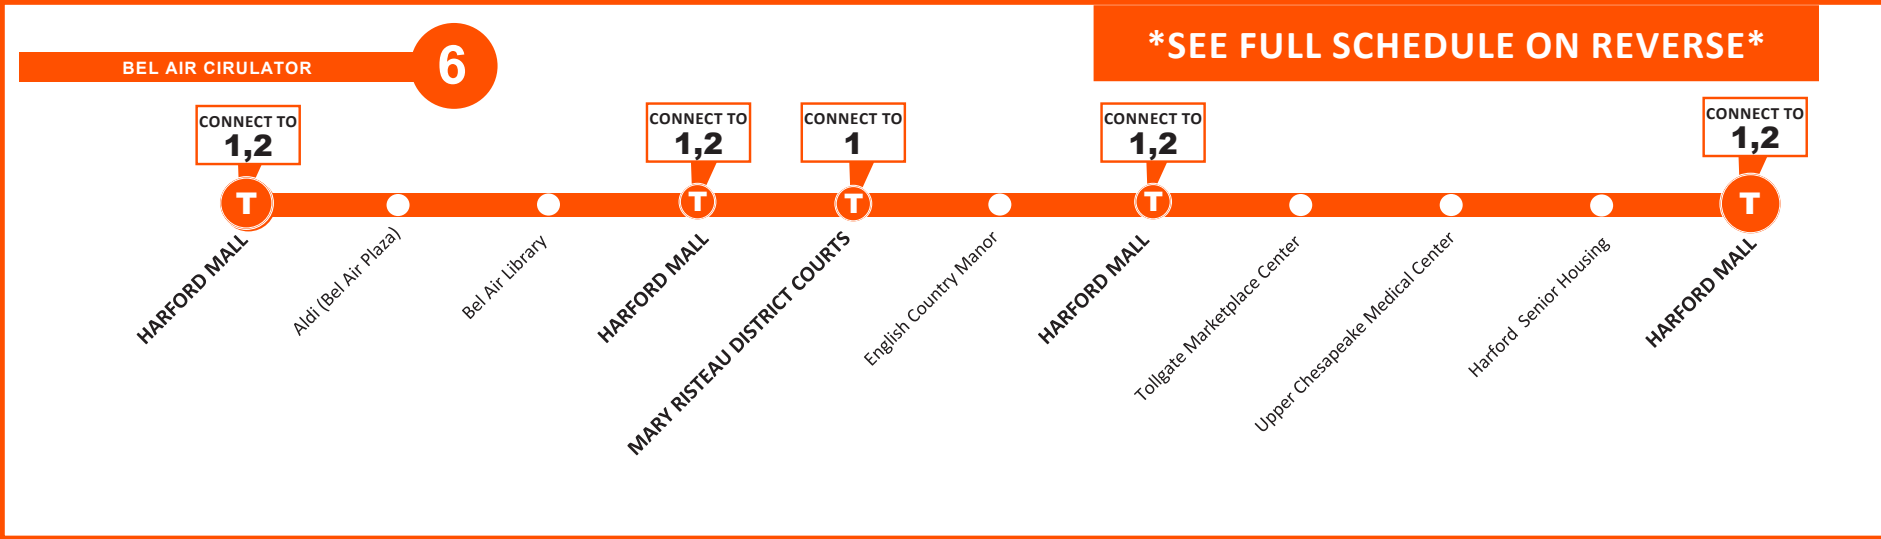 *SEE FULL SCHEDULE ON REVERSE*
BEL AIR CIRULATOR
6
CONNECT TO
1,2
CONNECT TO
1,2
CONNECT TO
1
CONNECT TO
1,2
CONNECT TO
1,2
T
T
T
T
T
HARFORD MALL
Aldi (Bel Air Plaza)
Bel Air Library
HARFORD MALL
MARY RISTEAU DISTRICT COURTS
English Country Manor
HARFORD MALL
Tollgate Marketplace Center
Upper Chesapeake Medical Center
Harford  Senior Housing
HARFORD MALL